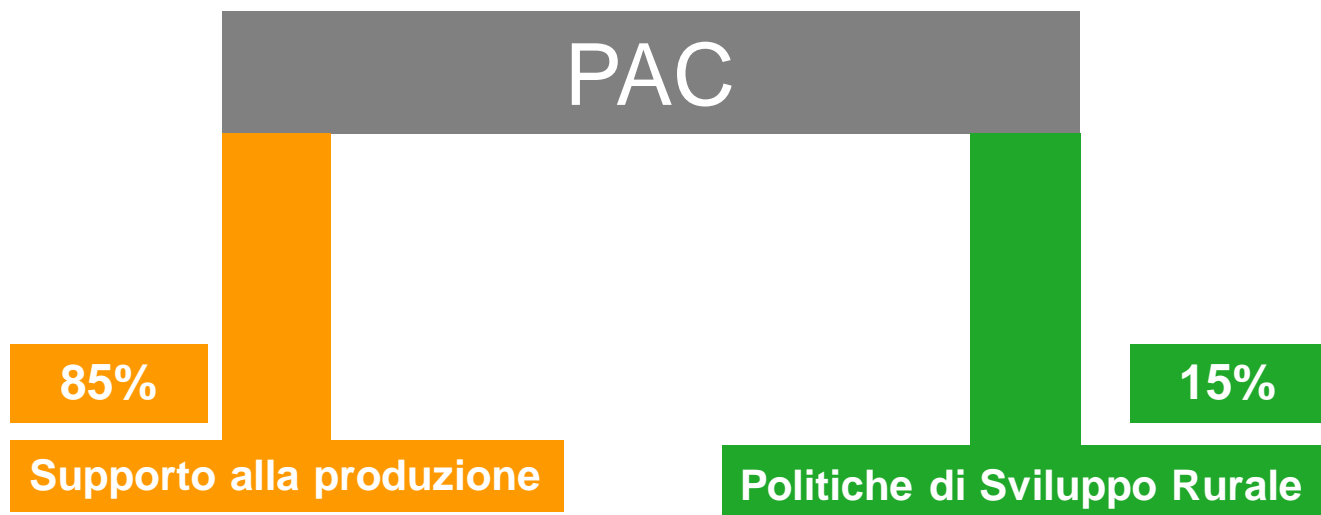 PAC
85%
15%
Supporto alla produzione
Politiche di Sviluppo Rurale